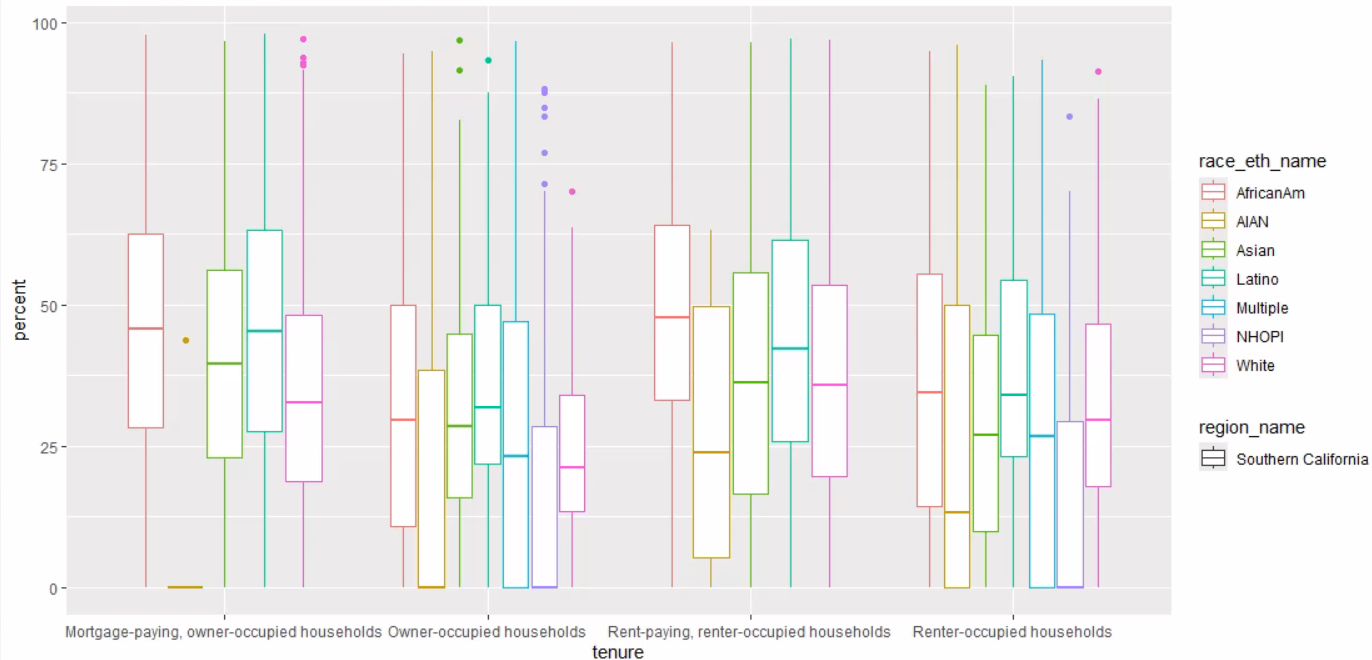 100
75
50
25
0
percent
Mortgage-paying, owner-occupied households
Owner-occupied households
Rent-paying, renter-occupied households
Renter-occupied households
tenure
race_eth_name
AfricanAm
AIAN
Asian
Latino
Multiple
NHOPI
White
region_name
Southern California